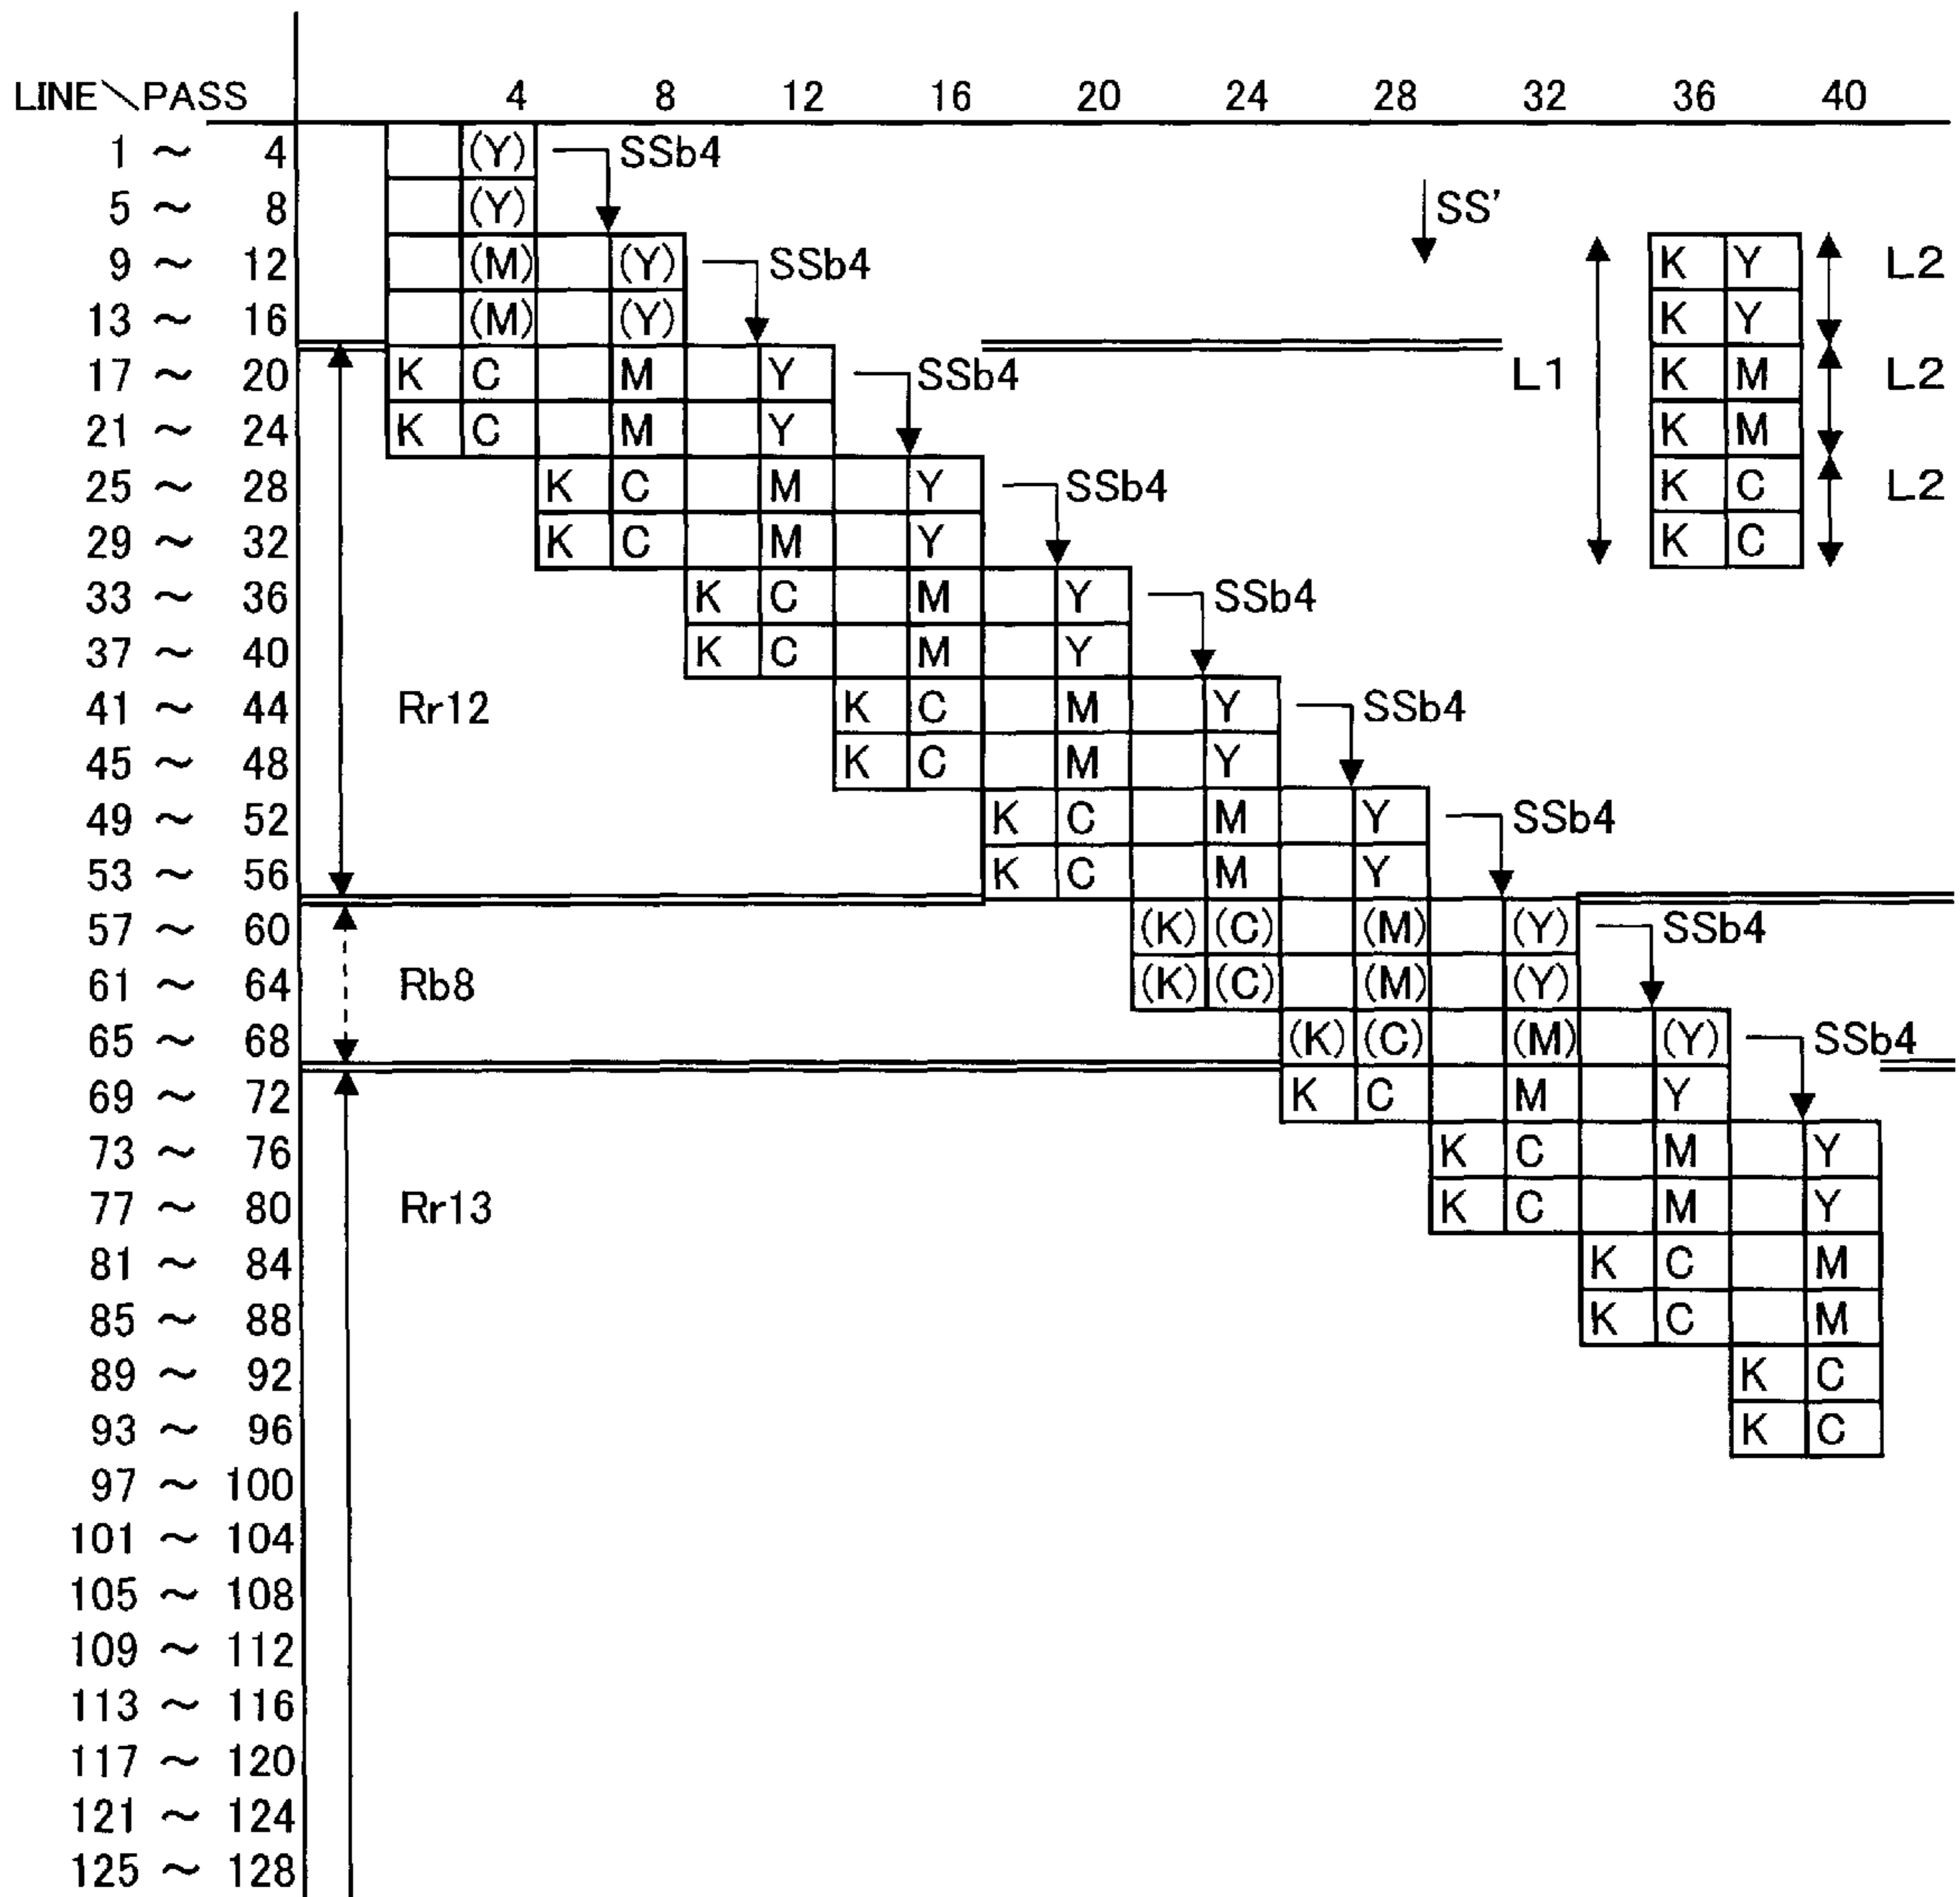 LINE\PASS 4 8 12 16 20 24 28 32 36 40
1 ~ 4 (Y) SSb4
5 ~ 8 (Y) SS'
9 ~ 12 (M) (Y) SSb4 K Y L2
13 ~ 16 (M) (Y) K Y
17 ~ 20 K C M Y SSb4 L1 K M L2
21 ~ 24 K C M Y K M
25 ~ 28 K C M Y SSb4 K C L2
29 ~ 32 K C M Y K C
33 ~ 36 K C M Y SSb4
37 ~ 40 K C M Y
41 ~ 44 Rr12 K C M Y SSb4
45 ~ 48 K C M Y
49 ~ 52 K C M Y SSb4
53 ~ 56 K C M Y
57 ~ 60 (K) (C) (M) (Y) SSb4
61 ~ 64 Rb8 (K) (C) (M) (Y)
65 ~ 68 (K) (C) (M) (Y) SSb4
69 ~ 72 K C M Y
73 ~ 76 K C M Y
77 ~ 80 Rr13 K C M Y
81 ~ 84 K C M
85 ~ 88 K C M
89 ~ 92 K C
93 ~ 96 K C
97 ~ 100
101 ~ 104
105 ~ 108
109 ~ 112
113 ~ 116
117 ~ 120
121 ~ 124
125 ~ 128